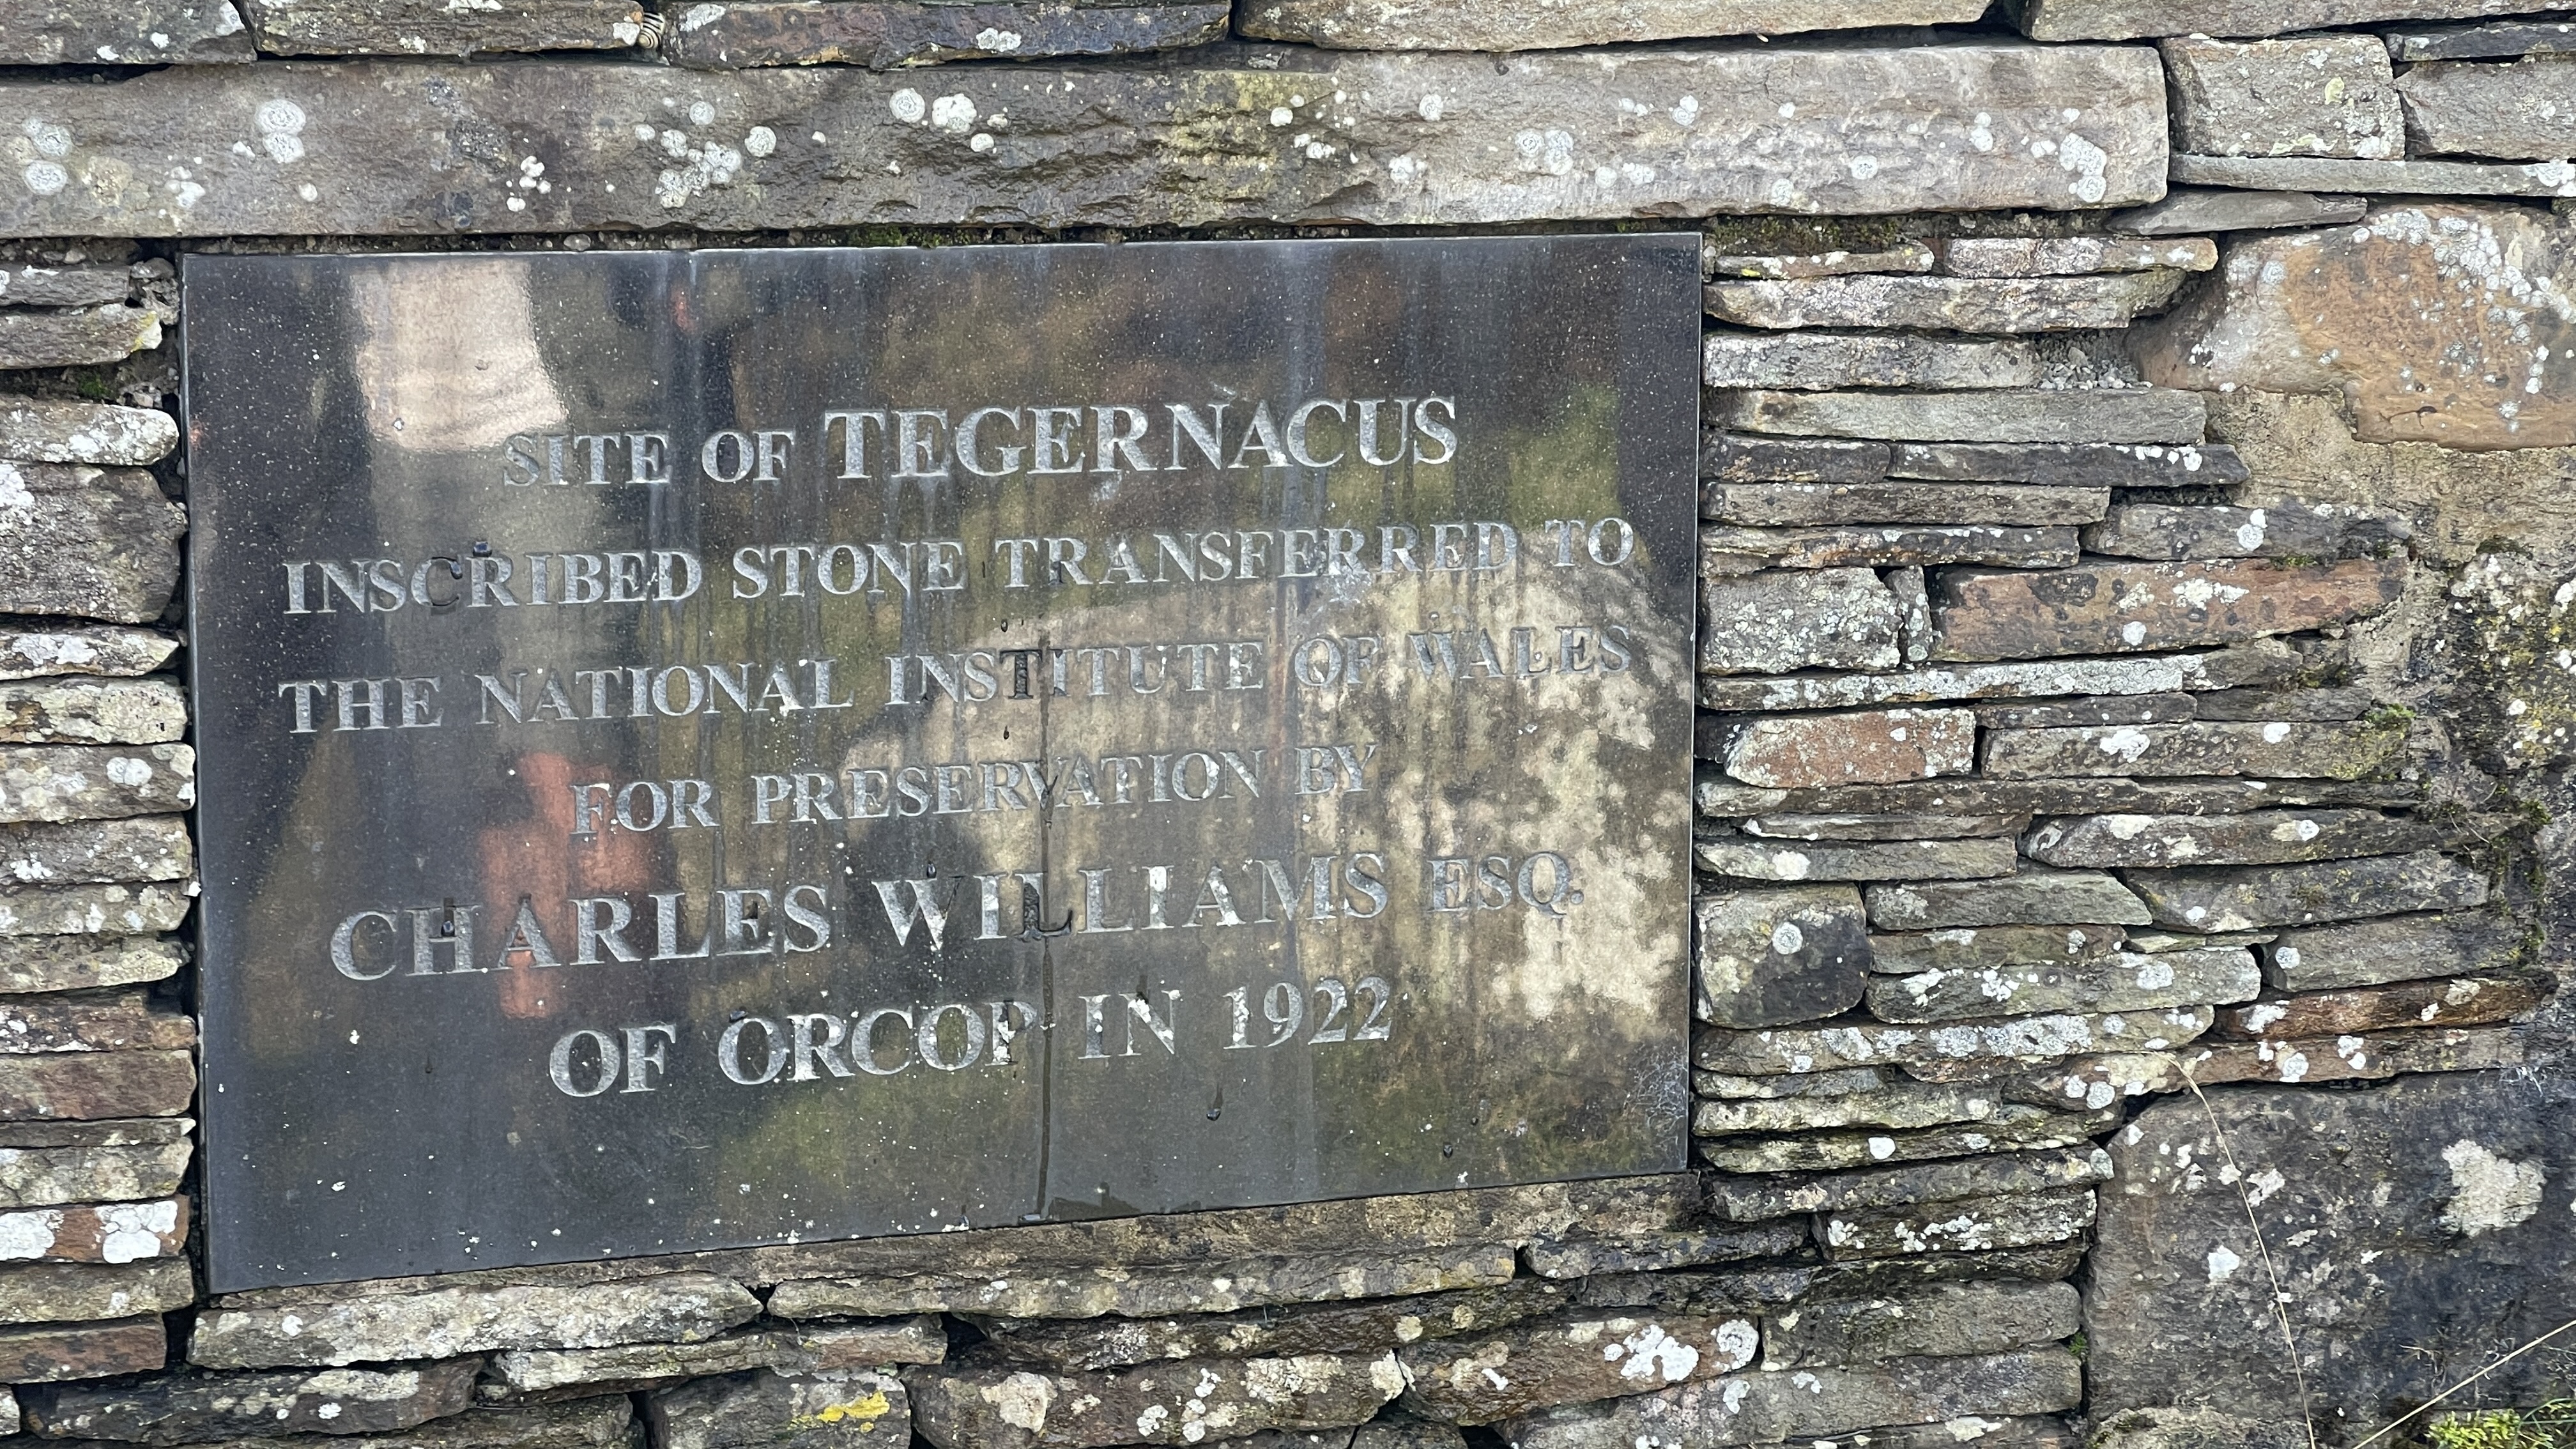 SITE OF TEGERNACUS
INSCRIBED STONE TRANSFERRED TO
THE NATIONAL INSTITUTE OF WALES
FOR PRESERVATION BY
CHARLES WILLIAMS ESQ.
OF ORCOP IN 1922